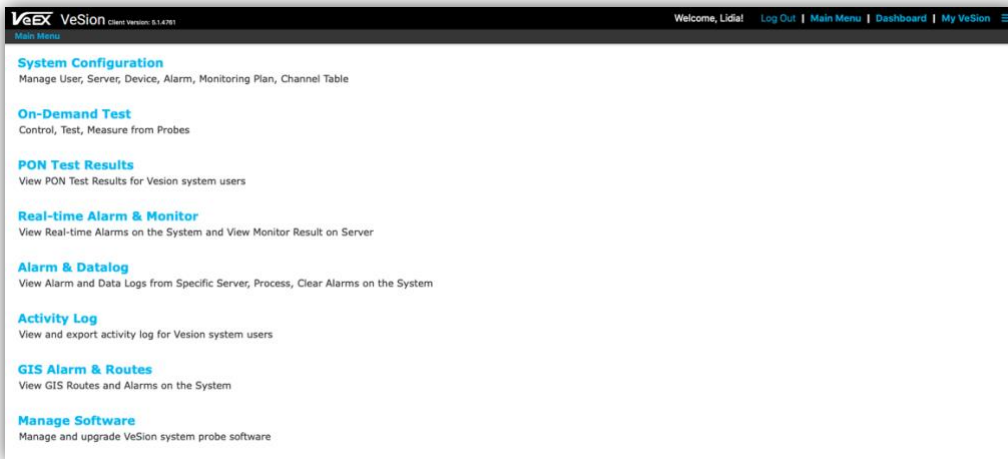 VeEX VeSion Client Version: 5.1.4761 Welcome, Lidia! Log Out | Main Menu | Dashboard | My VeSion
Main Menu
System Configuration
Manage User, Server, Device, Alarm, Monitoring Plan, Channel Table
On-Demand Test
Control, Test, Measure from Probes
PON Test Results
View PON Test Results for Vesion system users
Real-time Alarm & Monitor
View Real-time Alarms on the System and View Monitor Result on Server
Alarm & Datalog
View Alarm and Data Logs from Specific Server, Process, Clear Alarms on the System
Activity Log
View and export activity log for Vesion system users
GIS Alarm & Routes
View GIS Routes and Alarms on the System
Manage Software
Manage and upgrade VeSion system probe software